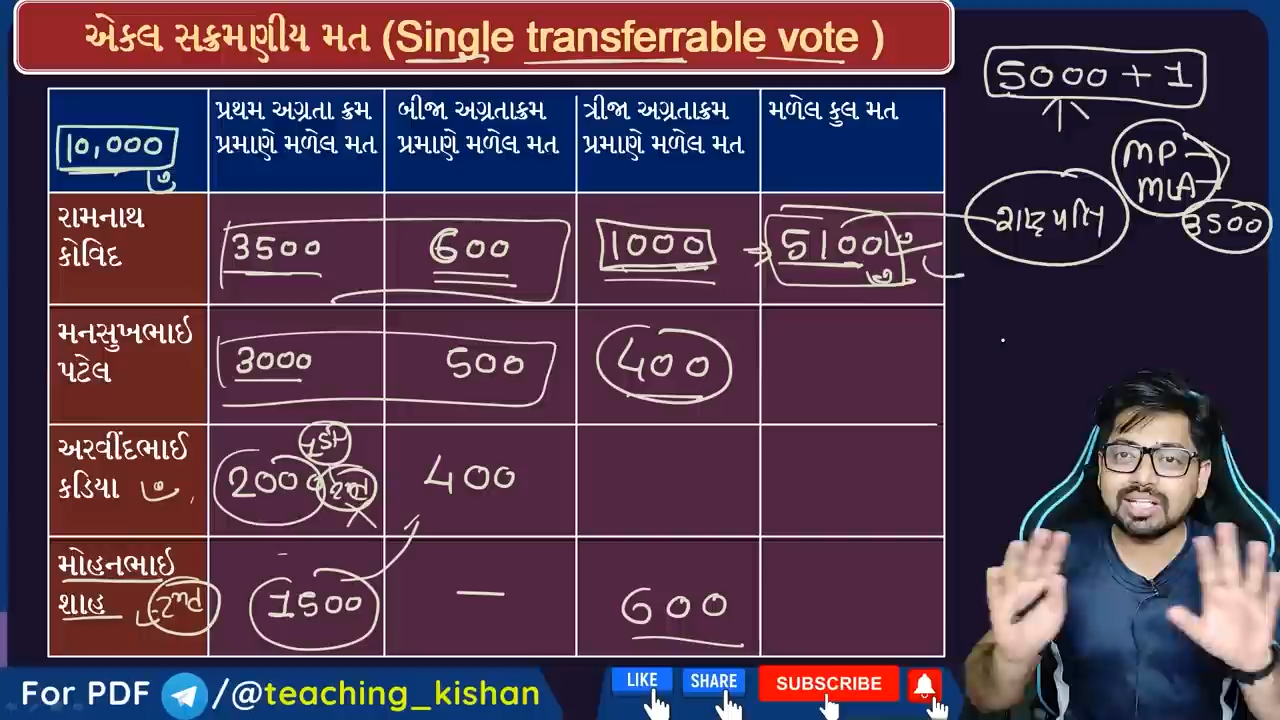 એકલ સક્રમણીય મત (Single transferrable vote )
5000 + 1
10,000
પ્રથમ અગ્રતા ક્રમ
પ્રમાણે મળેલ મત
બીજા અગ્રતાક્રમ
પ્રમાણે મળેલ મત
ત્રીજા અગ્રતાક્રમ
પ્રમાણે મળેલ મત
મળેલ કુલ મત
MP
MLA
રાષ્ટ્રપતિ
3500
રામનાથ
કોવિદ
3500
600
1000
5100
મનસુખભાઈ
પટેલ
3000
500
400
અરવીંદભાઈ
કડિયા
2000
રદ્દ
400
મોહનભાઈ
શાહ
રદ્દ
1500
—
600
For PDF /@teaching_kishan
LIKE
SHARE
SUBSCRIBE